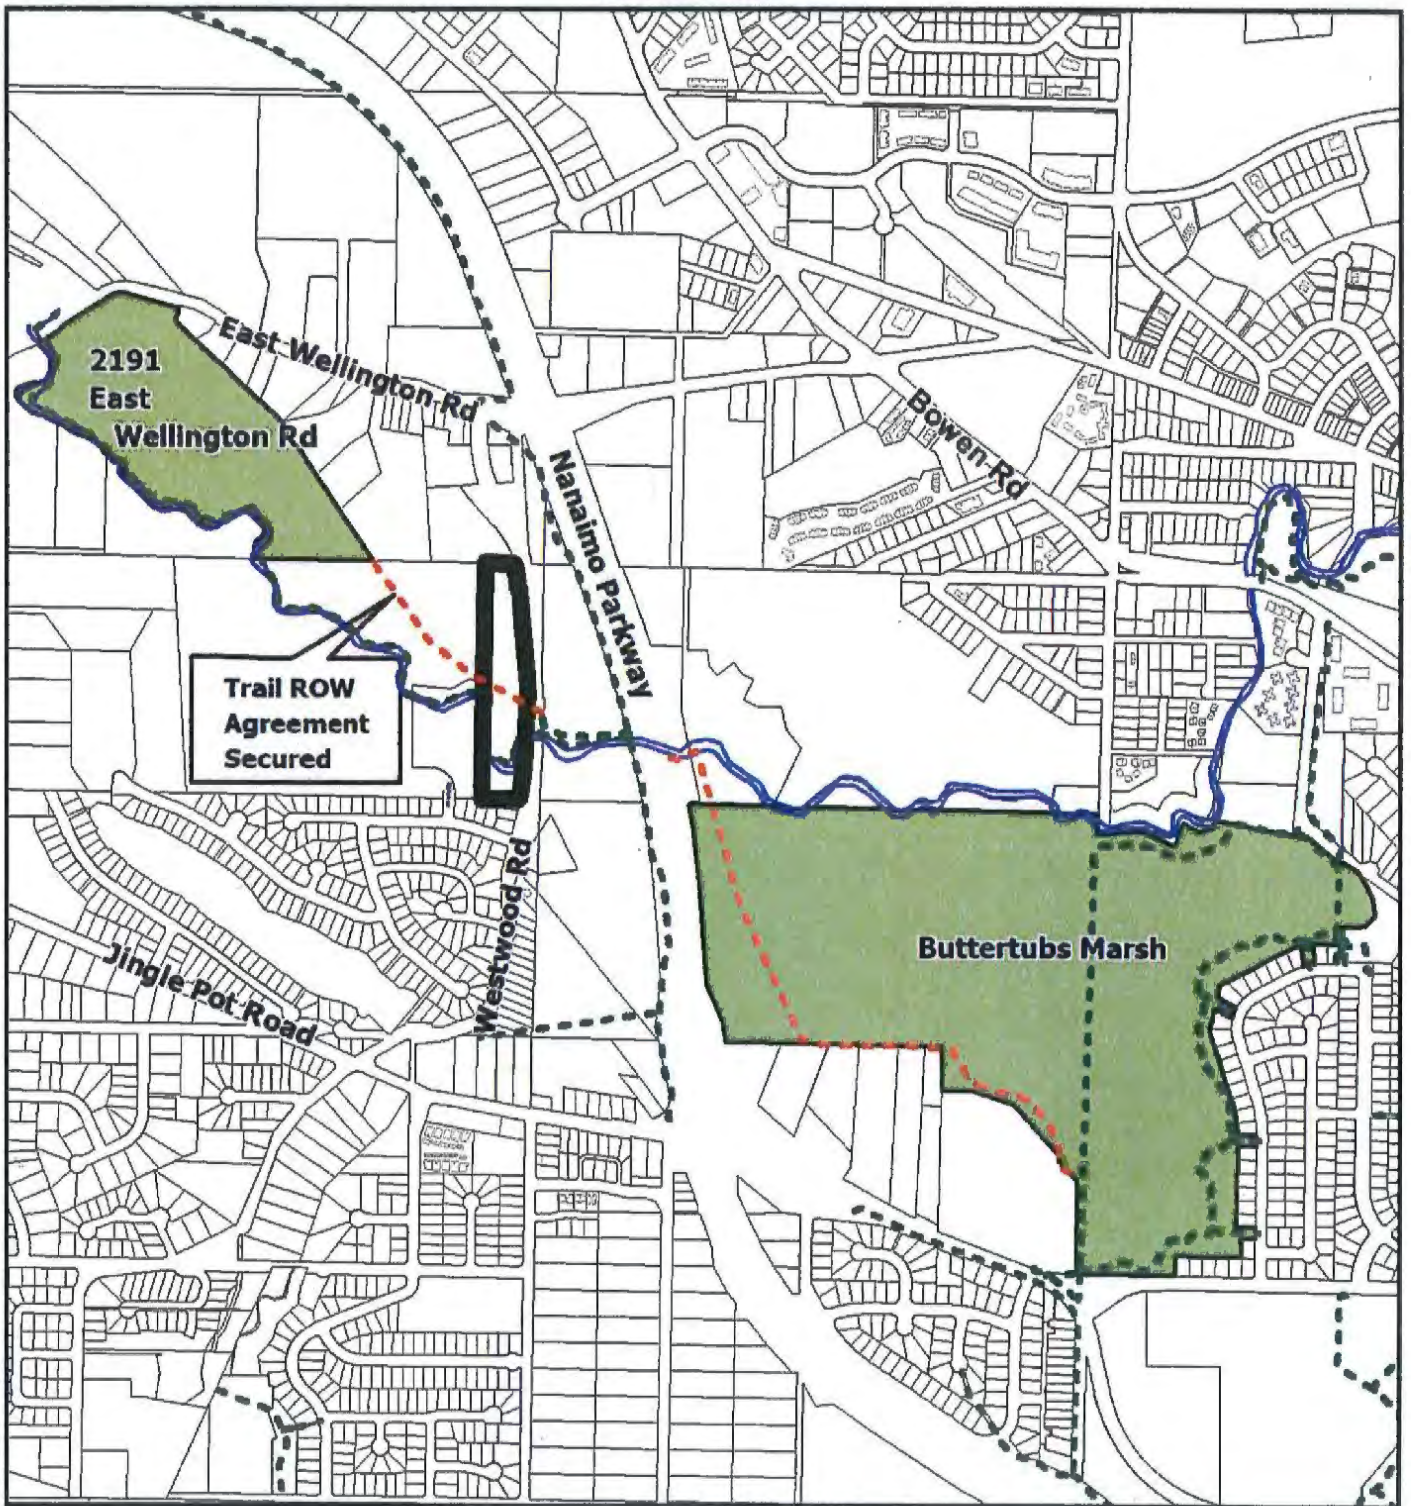 2191
East
Wellington Rd
East Wellington Rd
Nanaimo Parkway
Bowen Rd
Trail ROW
Agreement
Secured
Westwood Rd
Jingle Pot Road
Buttertubs Marsh